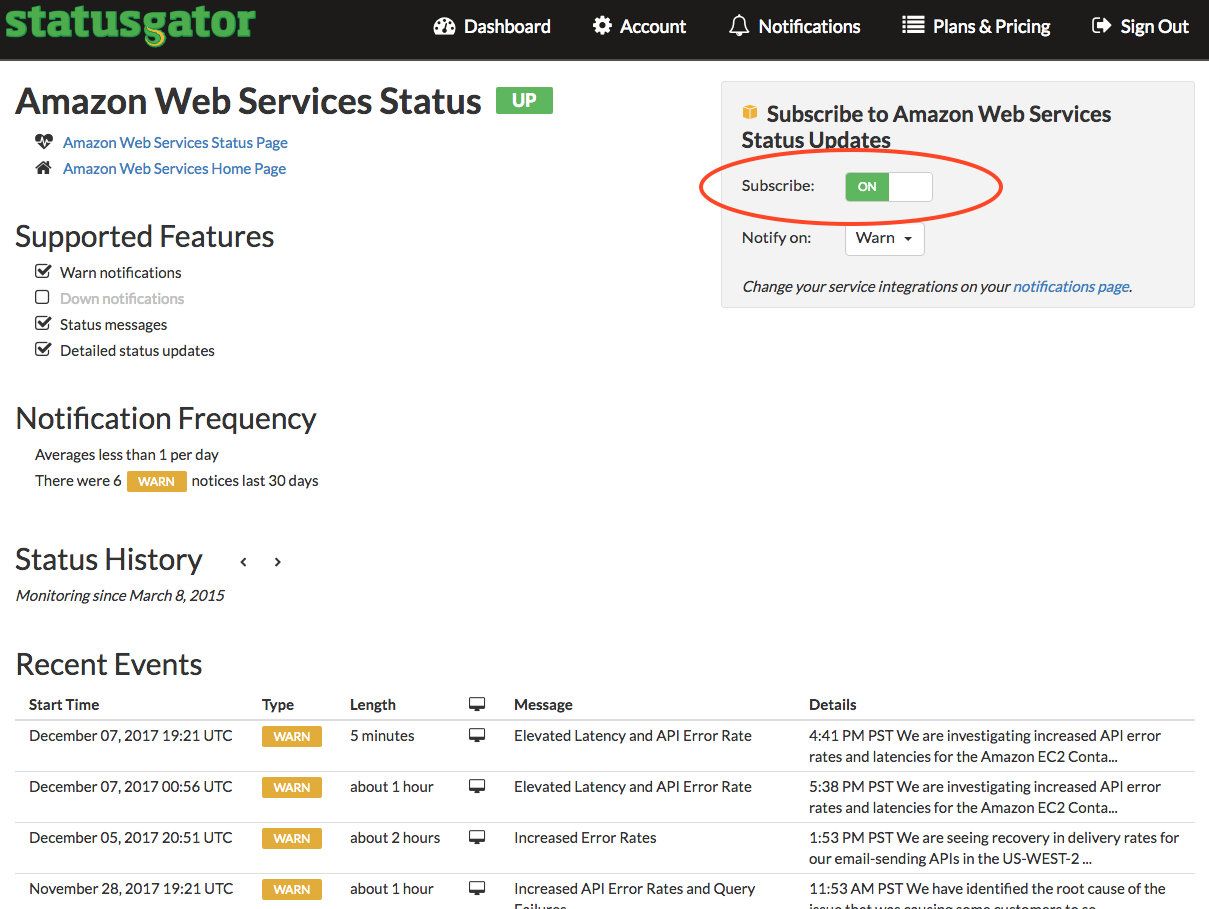 statusgator
Dashboard
Account
Notifications
Plans & Pricing
Sign Out
Amazon Web Services Status UP
Amazon Web Services Status Page
Amazon Web Services Home Page
Subscribe to Amazon Web Services
Status Updates
Subscribe: ON
Notify on: Warn
Change your service integrations on your notifications page.
Supported Features
Warn notifications
Down notifications
Status messages
Detailed status updates
Notification Frequency
Averages less than 1 per day
There were 6 WARN notices last 30 days
Status History
Monitoring since March 8, 2015
Recent Events
Start Time Type Length Message Details
December 07, 2017 19:21 UTC WARN 5 minutes Elevated Latency and API Error Rate 4:41 PM PST We are investigating increased API error
rates and latencies for the Amazon EC2 Conta...
December 07, 2017 00:56 UTC WARN about 1 hour Elevated Latency and API Error Rate 5:38 PM PST We are investigating increased API error
rates and latencies for the Amazon EC2 Conta...
December 05, 2017 20:51 UTC WARN about 2 hours Increased Error Rates 1:53 PM PST We are seeing recovery in delivery rates for
our email-sending APIs in the US-WEST-2 ...
November 28, 2017 19:21 UTC WARN about 1 hour Increased API Error Rates and Query 11:53 AM PST We have identified the root cause of the